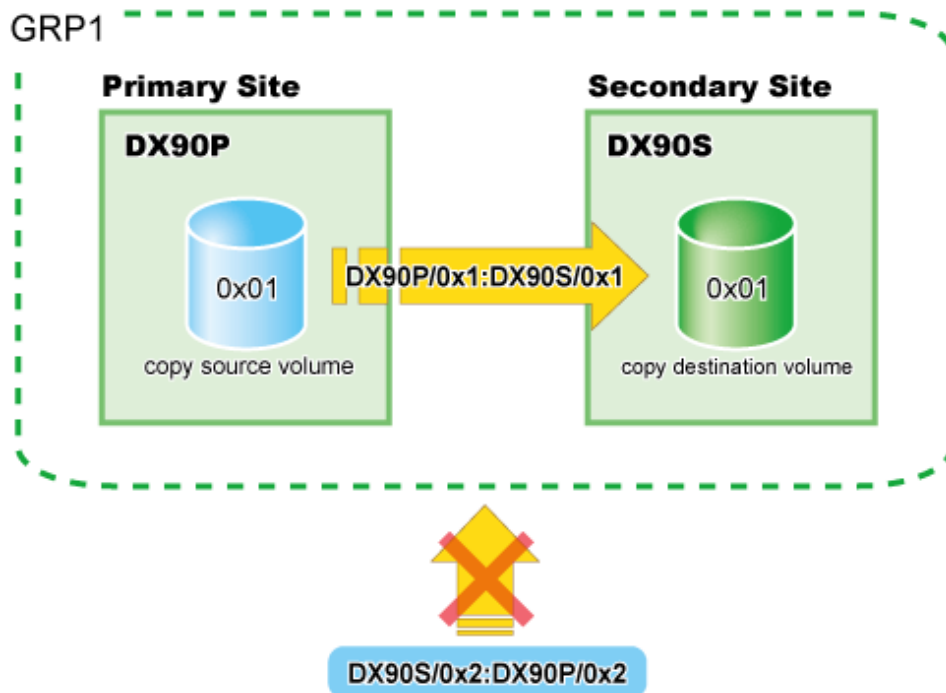 GRP1
Primary Site
Secondary Site
DX90P
DX90S
0x01
DX90P/0x1:DX90S/0x1
0x01
copy source volume
copy destination volume
DX90S/0x2:DX90P/0x2